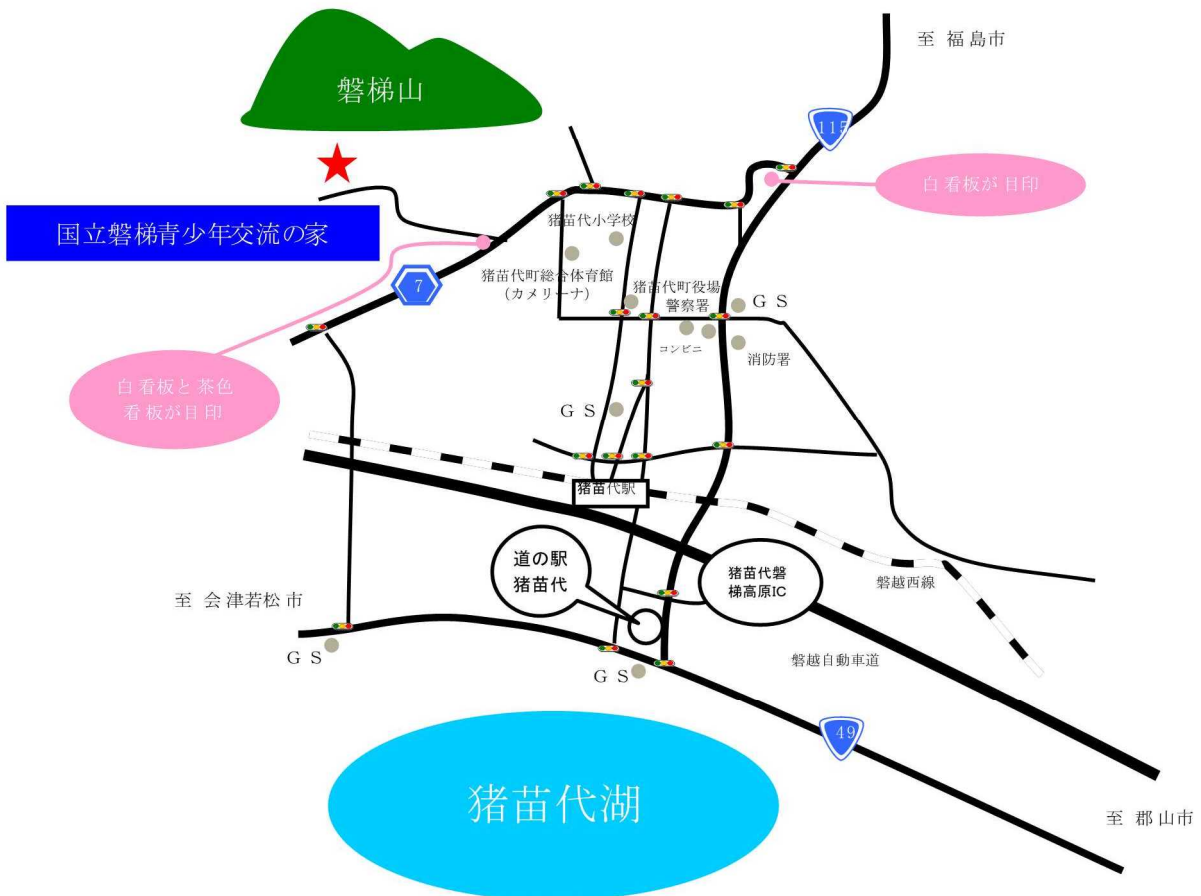 至 福島市
磐梯山
115
白看板が目印
国立磐梯青少年交流の家
猪苗代小学校
猪苗代町総合体育館
（カメリーナ）
7
猪苗代町役場
警察署
ＧＳ
コンビニ
消防署
白看板と茶色
看板が目印
ＧＳ
猪苗代駅
道の駅
猪苗代
猪苗代磐
梯高原IC
磐越西線
至 会津若松市
ＧＳ
ＧＳ
磐越自動車道
49
猪苗代湖
至 郡山市